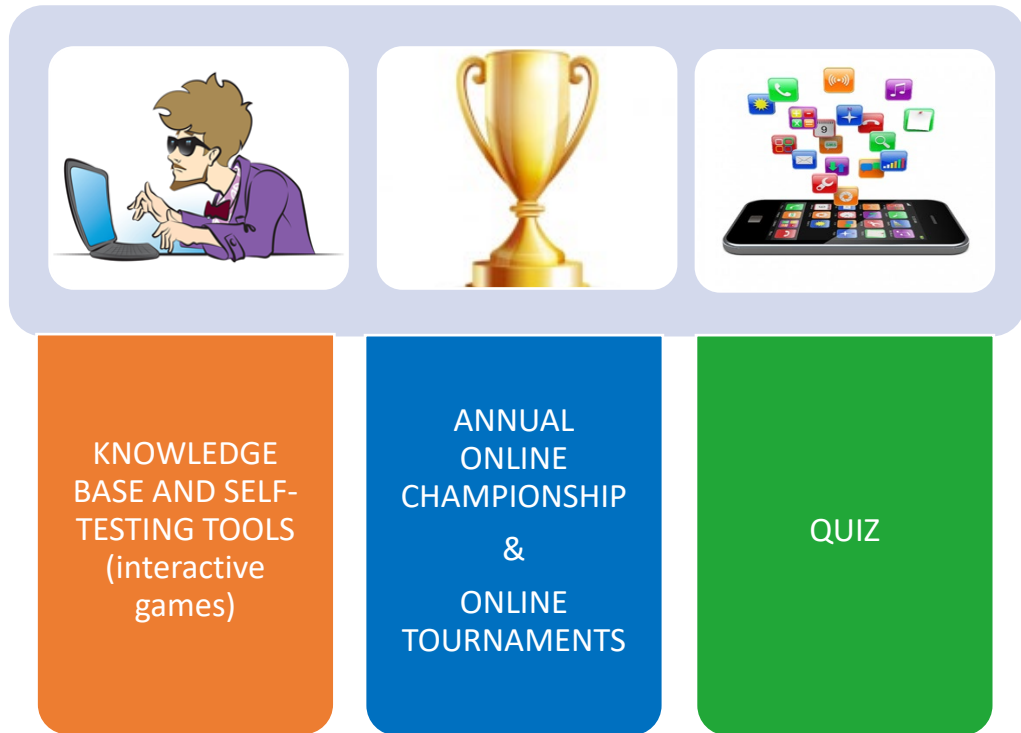 KNOWLEDGE
BASE AND SELF-
TESTING TOOLS
(interactive
games)
ANNUAL
ONLINE
CHAMPIONSHIP
&
ONLINE
TOURNAMENTS
QUIZ